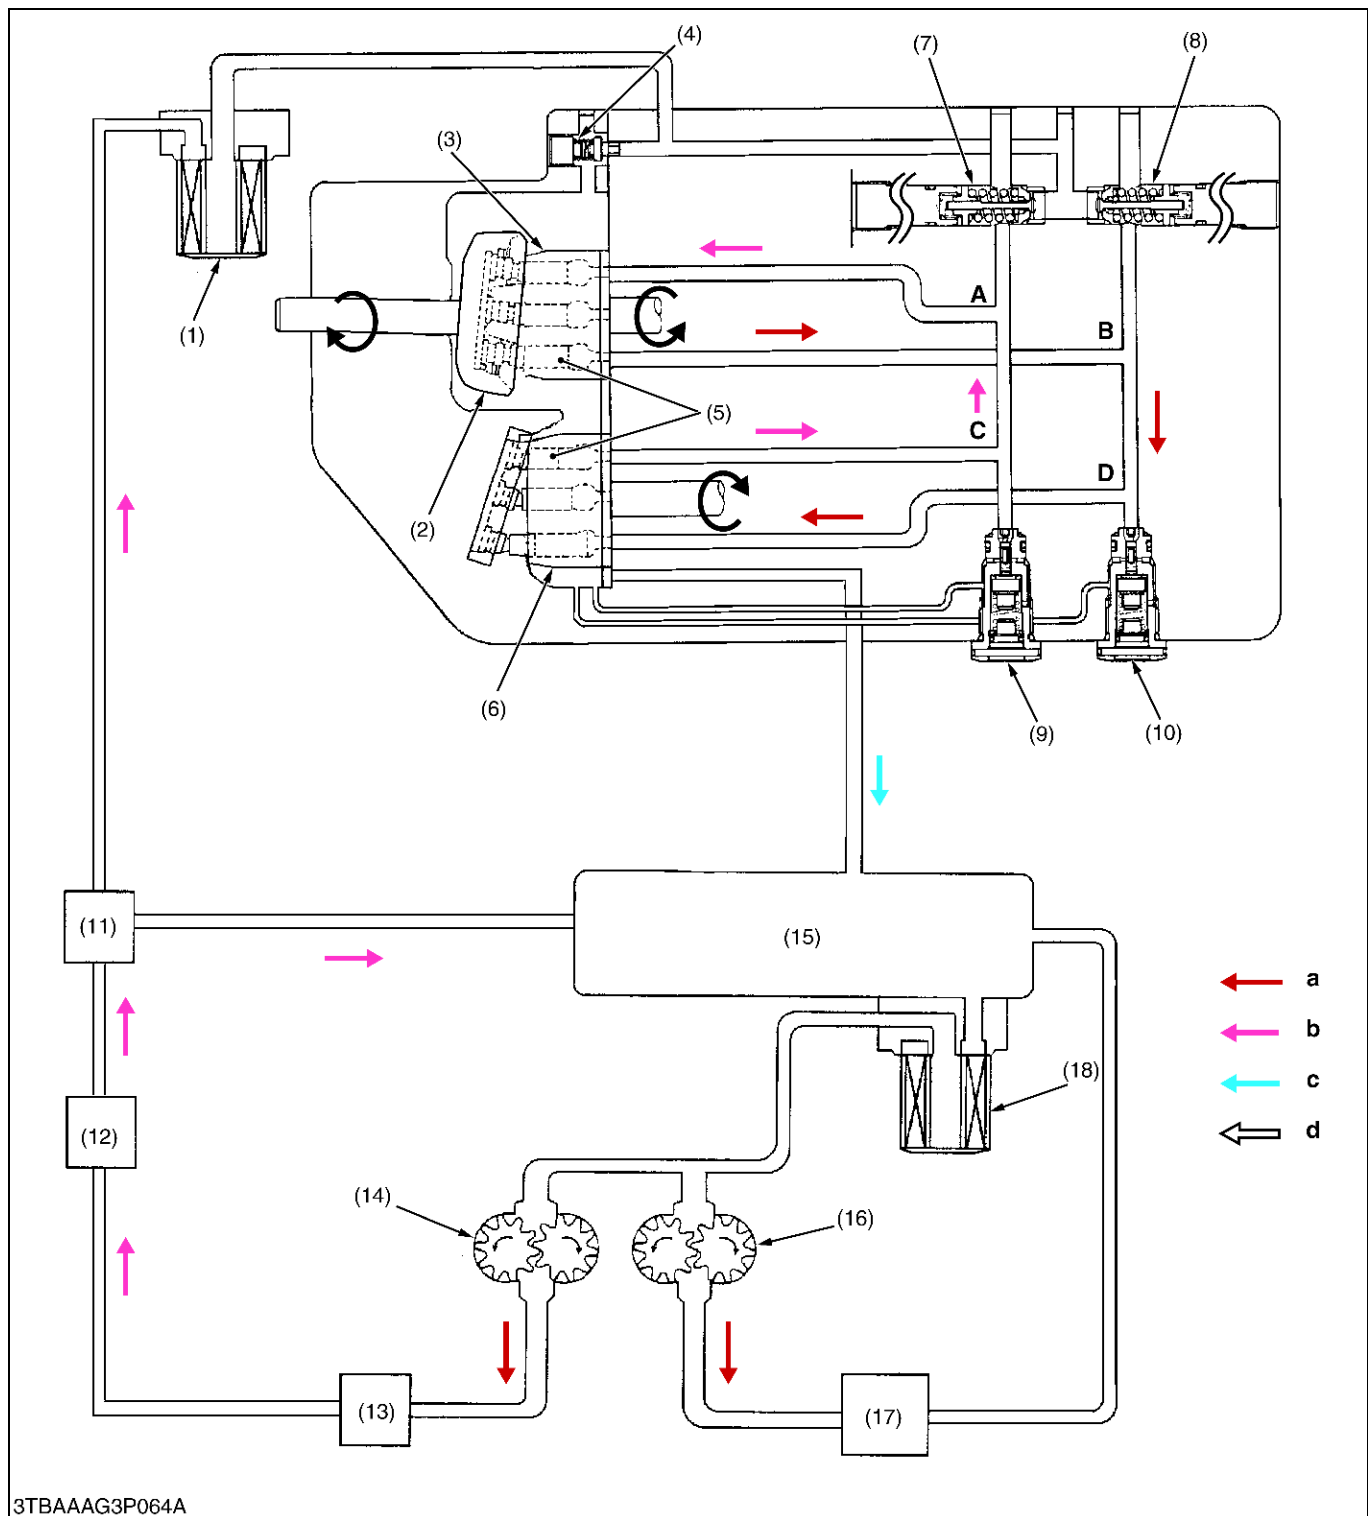 (4)
(7)
(8)
(3)
(1)
A
B
(5)
C
D
(2)
(6)
(9)
(10)
(11)
(15)
a
b
c
d
(18)
(12)
(14)
(16)
(13)
(17)
3TBAAAG3P064A